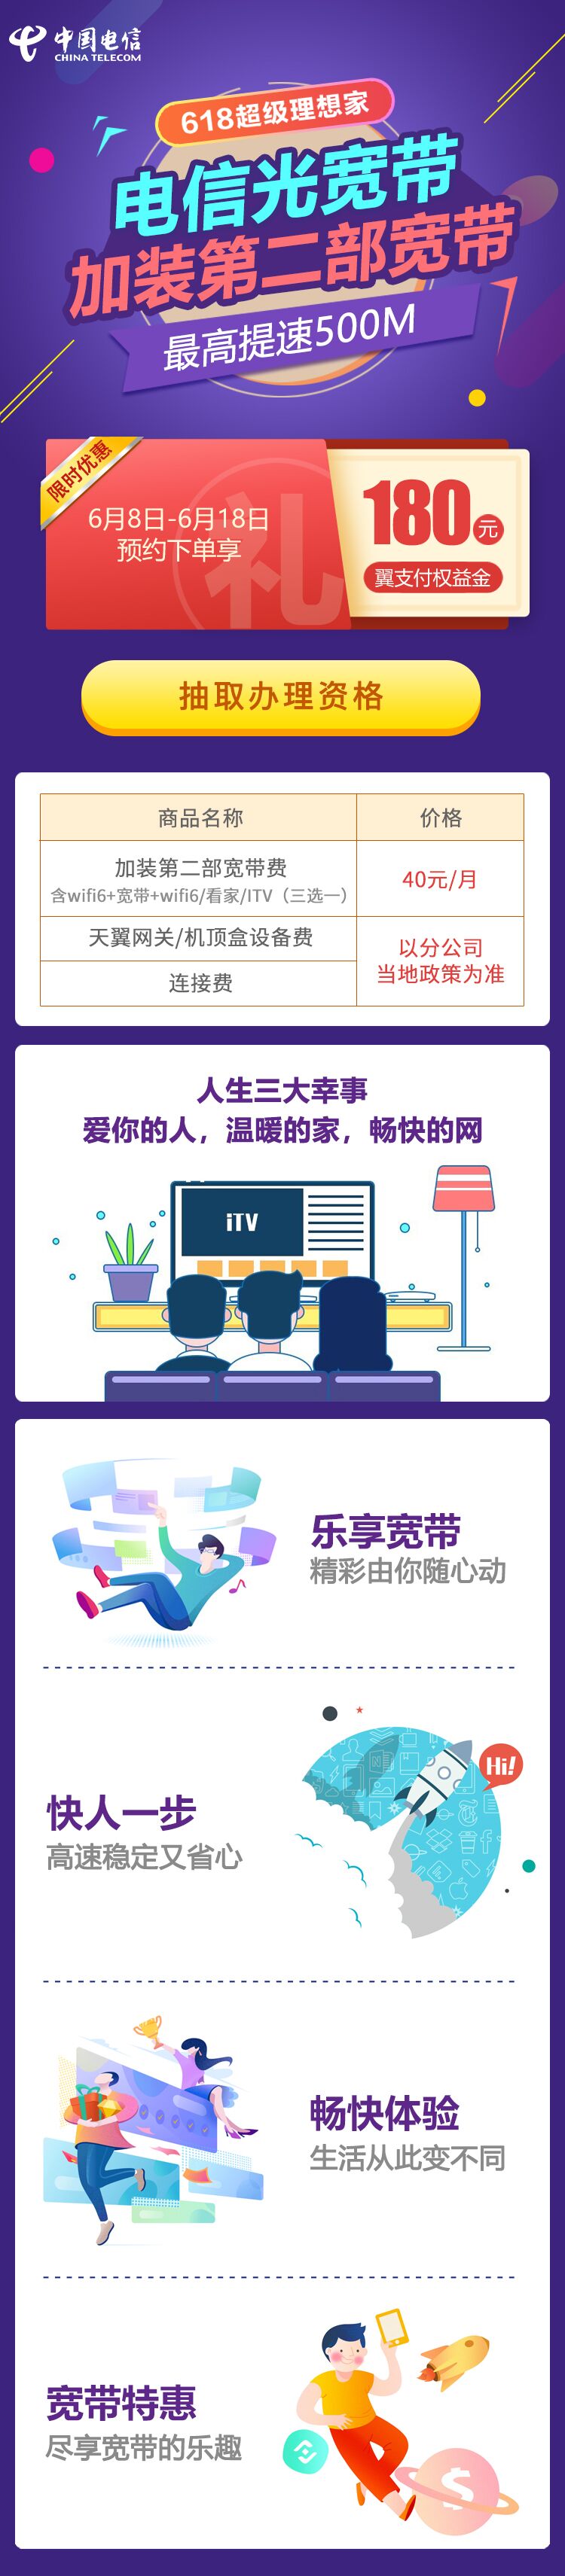 中国电信
CHINA TELECOM
618超级理想家
电信光宽带
加装第二部宽带
最高提速500M
限时优惠
6月8日-6月18日
预约下单享
礼
180元
翼支付权益金
抽取办理资格
商品名称 价格
加装第二部宽带费
含wifi6+宽带+wifi6/看家/ITV（三选一）
40元/月
天翼网关/机顶盒设备费
连接费
以分公司
当地政策为准
人生三大幸事
爱你的人，温暖的家，畅快的网
iTV
乐享宽带
精彩由你随心动
Hi!
快人一步
高速稳定又省心
畅快体验
生活从此变不同
宽带特惠
尽享宽带的乐趣
$